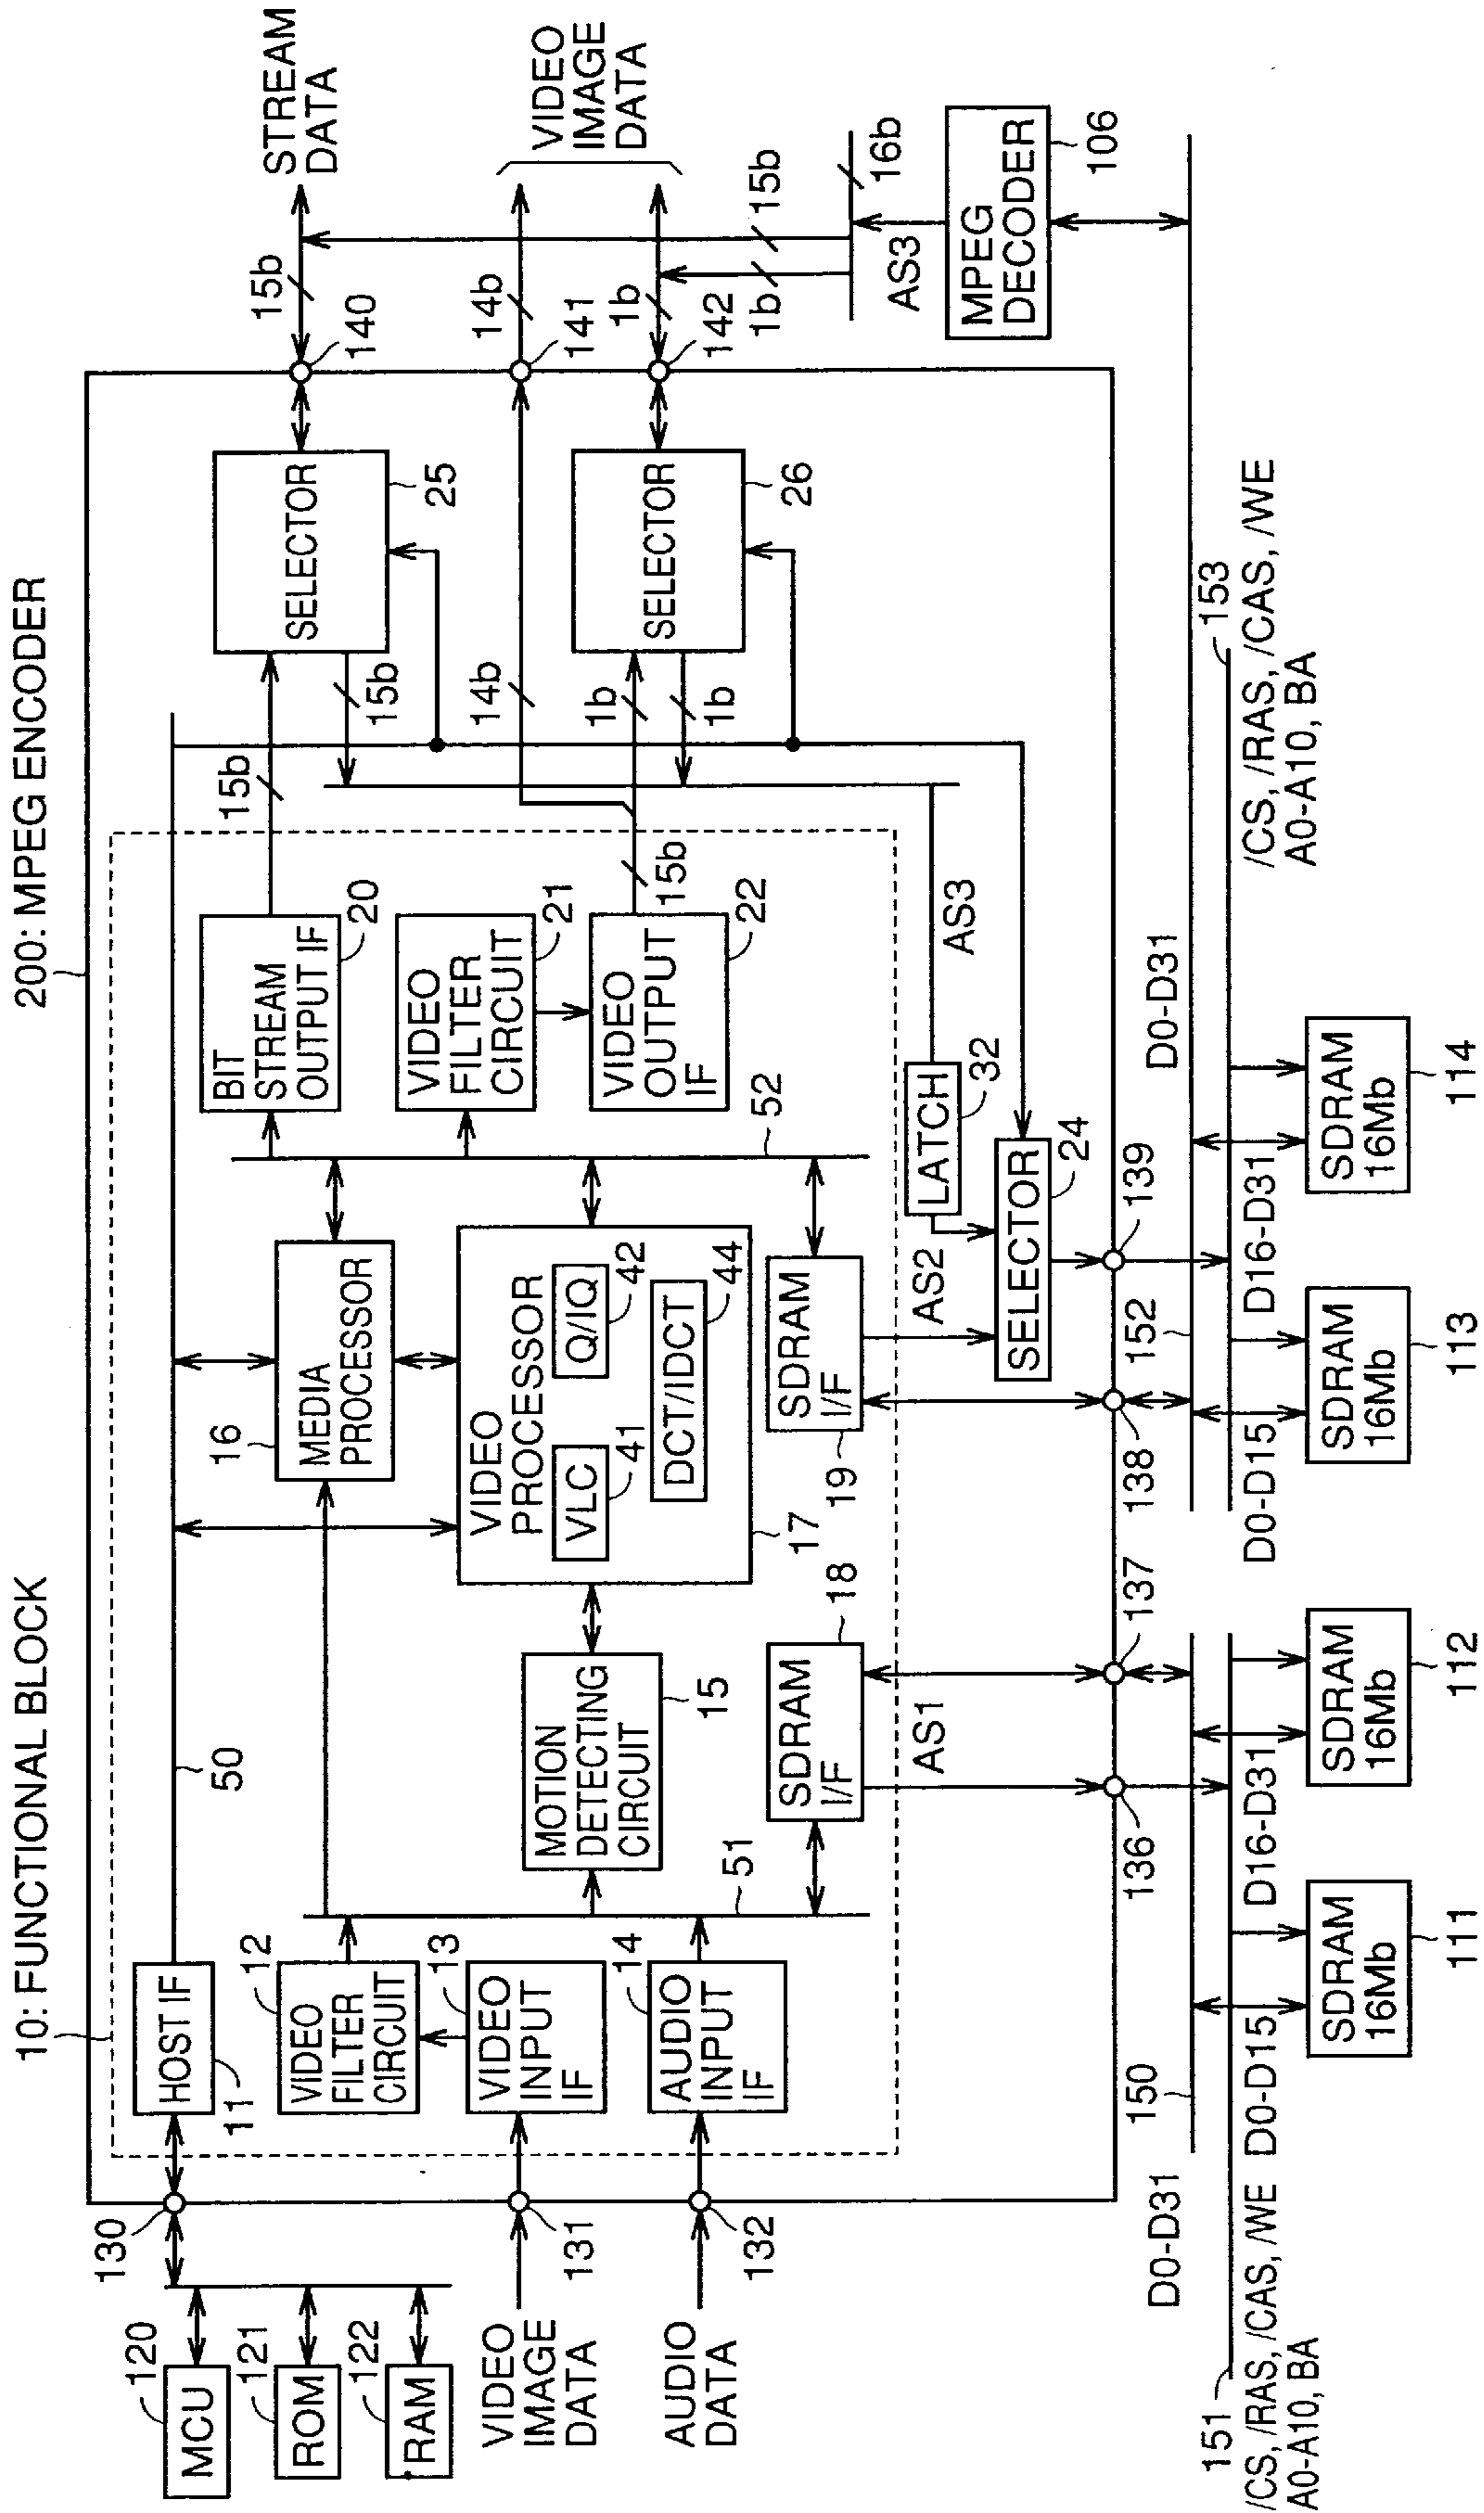 200: MPEG ENCODER
10: FUNCTIONAL BLOCK
130
HOST IF
11
50
MCU
120
ROM
121
RAM
122
VIDEO
FILTER
CIRCUIT
12
VIDEO
INPUT
IF
13
AUDIO
INPUT
IF
14
VIDEO
IMAGE
DATA
131
AUDIO
DATA
132
51
MOTION
DETECTING
CIRCUIT
15
MEDIA
PROCESSOR
16
VIDEO
PROCESSOR
VLC
41
Q/IQ
42
DCT/IDCT
44
17
SDRAM
I/F
18
SDRAM
I/F
19
52
BIT
STREAM
OUTPUT IF
20
VIDEO
FILTER
CIRCUIT
21
VIDEO
OUTPUT
IF
22
15b
15b
15b
14b
1b
1b
SELECTOR
25
SELECTOR
26
LATCH
32
AS3
AS2
SELECTOR
24
AS1
15b
140
STREAM
DATA
14b
141
1b
142
VIDEO
IMAGE
DATA
15b
1b
16b
AS3
MPEG
DECODER
106
136
137
138
139
150
D0-D31
151
/CS, /RAS, /CAS, /WE
A0-A10, BA
D0-D15
D16-D31
SDRAM
16Mb
111
SDRAM
16Mb
112
152
D0-D31
153
/CS, /RAS, /CAS, /WE
A0-A10, BA
D0-D15
D16-D31
SDRAM
16Mb
113
SDRAM
16Mb
114